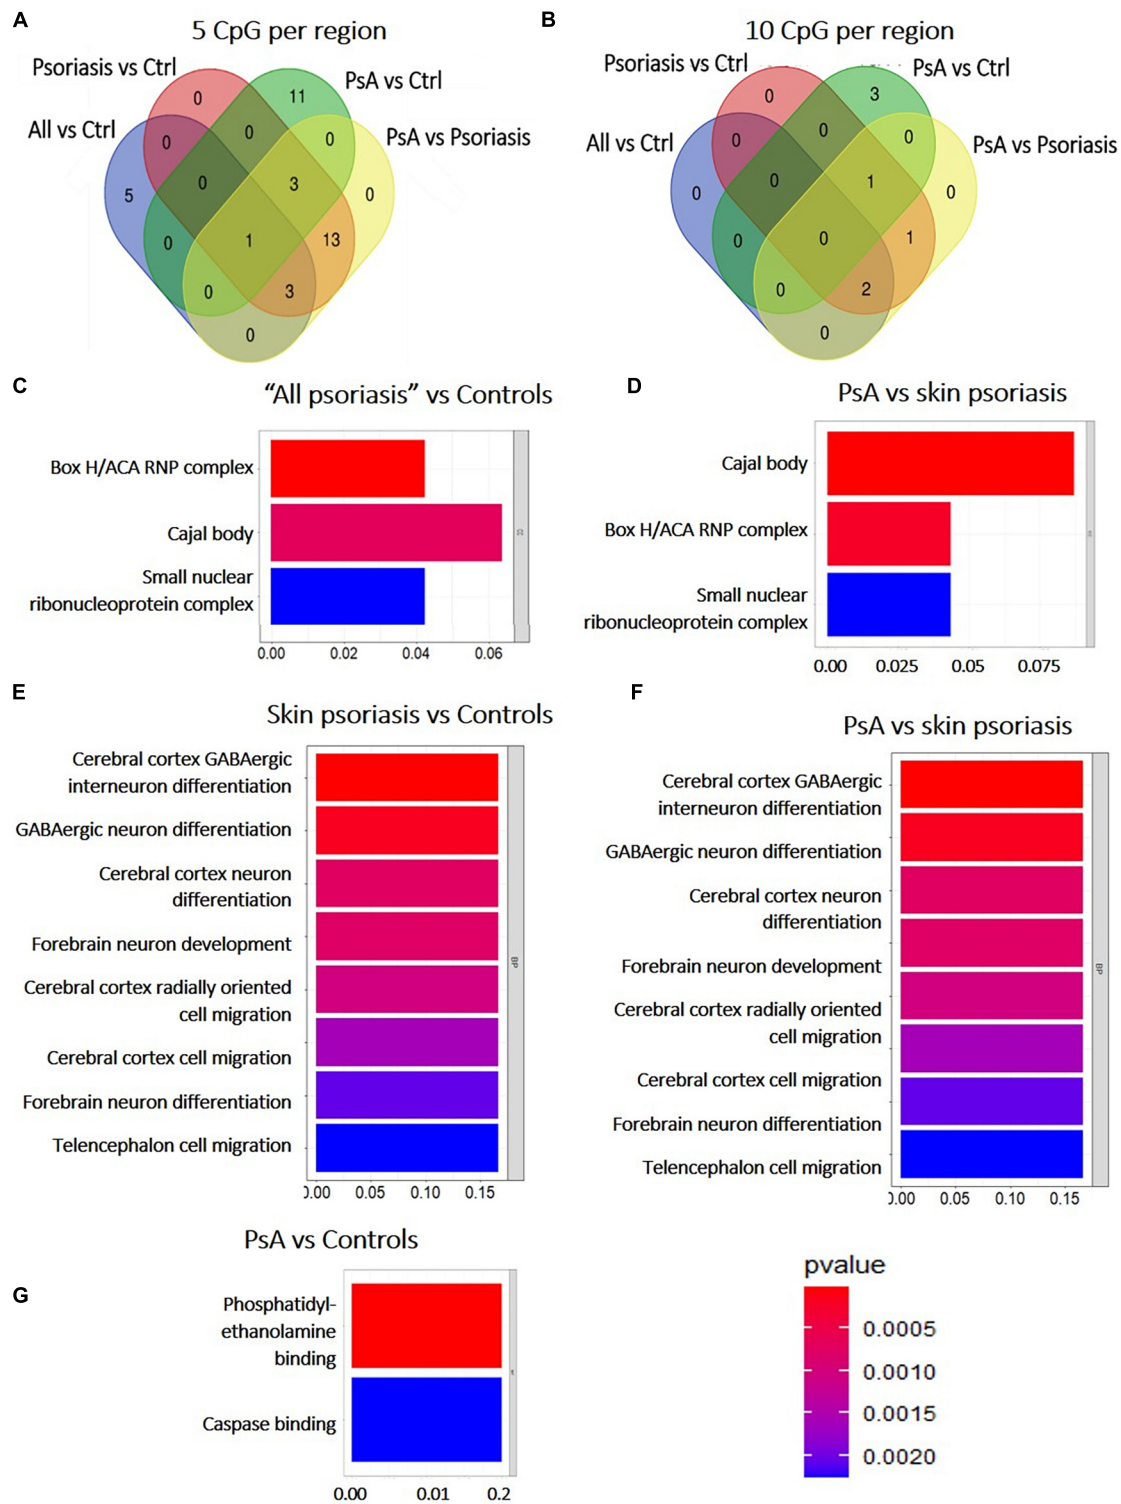 A
5 CpG per region
Psoriasis vs Ctrl
PsA vs Ctrl
All vs Ctrl
PsA vs Psoriasis
0
11
0
0
0
5
0
3
0
0
1
13
0
3
0
B
10 CpG per region
Psoriasis vs Ctrl
PsA vs Ctrl
All vs Ctrl
PsA vs Psoriasis
0
3
0
0
0
0
0
1
0
0
0
1
0
2
0
C
“All psoriasis” vs Controls
Box H/ACA RNP complex
Cajal body
Small nuclear
ribonucleoprotein complex
CC
0.00 0.02 0.04 0.06
D
PsA vs skin psoriasis
Cajal body
Box H/ACA RNP complex
Small nuclear
ribonucleoprotein complex
0.00 0.025 0.05 0.075
E
Skin psoriasis vs Controls
Cerebral cortex GABAergic
interneuron differentiation
GABAergic neuron differentiation
Cerebral cortex neuron
differentiation
Forebrain neuron development
Cerebral cortex radially oriented
cell migration
Cerebral cortex cell migration
Forebrain neuron differentiation
Telencephalon cell migration
BP
0.00 0.05 0.10 0.15
F
PsA vs skin psoriasis
Cerebral cortex GABAergic
interneuron differentiation
GABAergic neuron differentiation
Cerebral cortex neuron
differentiation
Forebrain neuron development
Cerebral cortex radially oriented
cell migration
Cerebral cortex cell migration
Forebrain neuron differentiation
Telencephalon cell migration
BP
0.00 0.05 0.10 0.15
G
PsA vs Controls
Phosphatidyl-
ethanolamine
binding
Caspase binding
0.00 0.01 0.2
pvalue
0.0005
0.0010
0.0015
0.0020